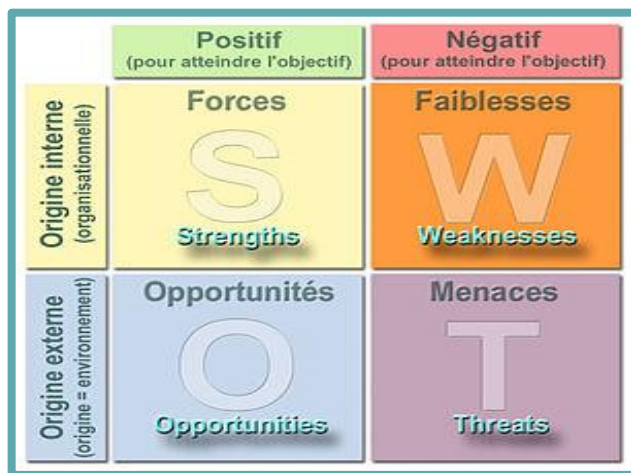 Positif
(pour atteindre l'objectif)
Négatif
(pour atteindre l'objectif)
Origine interne
(organisationnelle)
Forces
S
Strengths
Faiblesses
W
Weaknesses
Origine externe
(origine = environnement)
Opportunités
O
Opportunities
Menaces
T
Threats